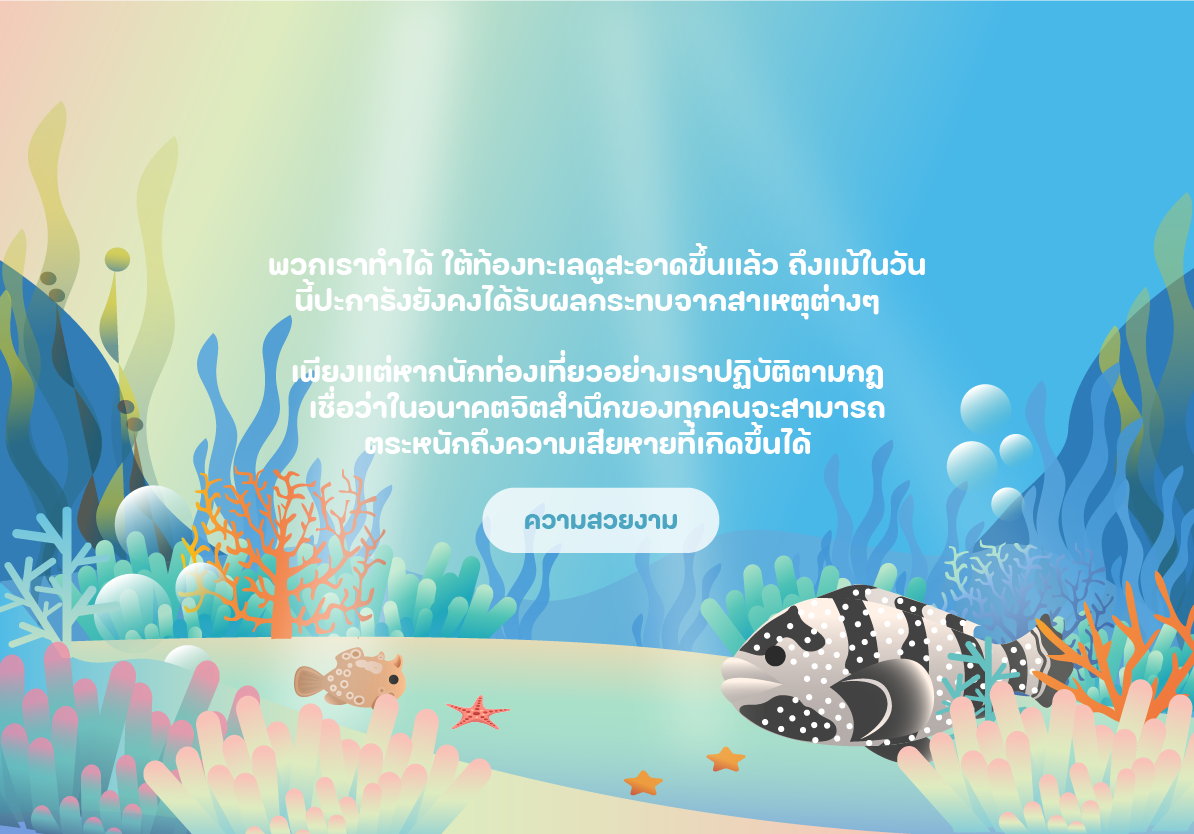 พวกเราทำได้ ใต้ท้องทะเลดูสะอาดขึ้นแล้ว ถึงแม้ในวัน
นี้ปะการังยังคงได้รับผลกระทบจากสาเหตุต่างๆ
เพียงแต่หากนักท่องเที่ยวอย่างเราปฏิบัติตามกฎ
เชื่อว่าในอนาคตจิตสำนึกของทุกคนจะสามารถ
ตระหนักถึงความเสียหายที่เกิดขึ้นได้
ความสวยงาม